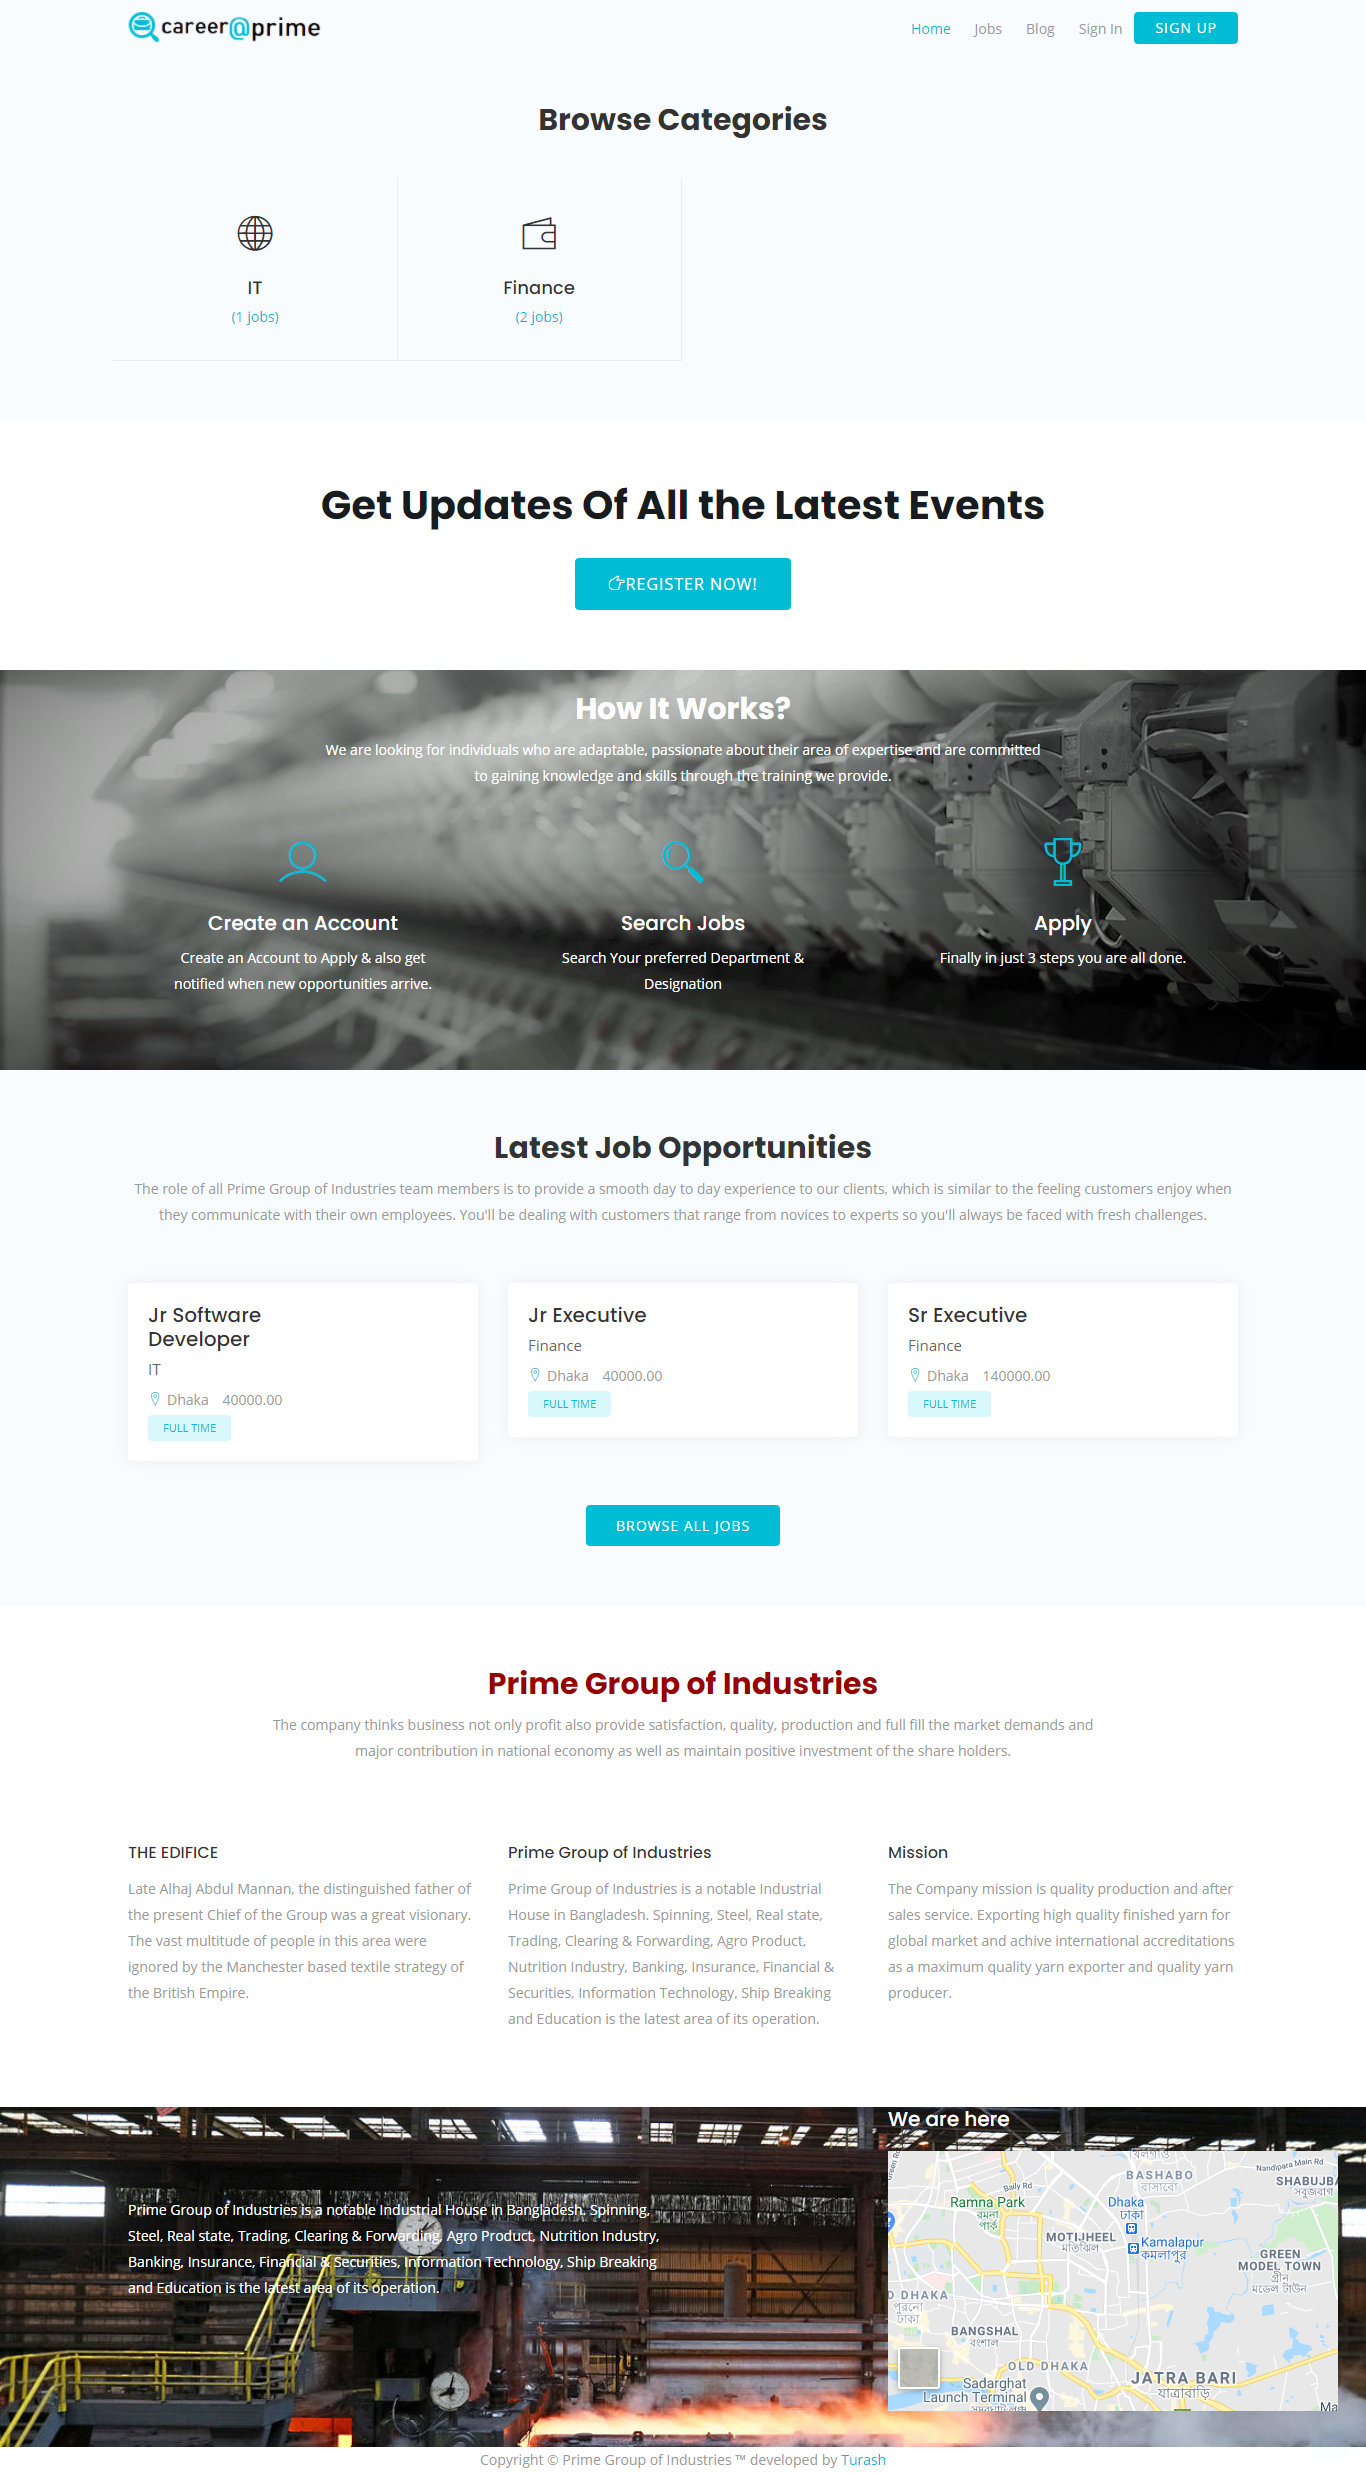 career@prime
Home Jobs Blog Sign In SIGN UP
Browse Categories
IT
(1 jobs)
Finance
(2 jobs)
Get Updates Of All the Latest Events
REGISTER NOW!
How It Works?
We are looking for individuals who are adaptable, passionate about their area of expertise and are committed
to gaining knowledge and skills through the training we provide.
Create an Account
Create an Account to Apply & also get
notified when new opportunities arrive.
Search Jobs
Search Your preferred Department &
Designation
Apply
Finally in just 3 steps you are all done.
Latest Job Opportunities
The role of all Prime Group of Industries team members is to provide a smooth day to day experience to our clients, which is similar to the feeling customers enjoy when
they communicate with their own employees. You'll be dealing with customers that range from novices to experts so you'll always be faced with fresh challenges.
Jr Software
Developer
IT
Dhaka 40000.00
FULL TIME
Jr Executive
Finance
Dhaka 40000.00
FULL TIME
Sr Executive
Finance
Dhaka 140000.00
FULL TIME
BROWSE ALL JOBS
Prime Group of Industries
The company thinks business not only profit also provide satisfaction, quality, production and full fill the market demands and
major contribution in national economy as well as maintain positive investment of the share holders.
THE EDIFICE
Late Alhaj Abdul Mannan, the distinguished father of
the present Chief of the Group was a great visionary.
The vast multitude of people in this area were
ignored by the Manchester based textile strategy of
the British Empire.
Prime Group of Industries
Prime Group of Industries is a notable Industrial
House in Bangladesh. Spinning, Steel, Real state,
Trading, Clearing & Forwarding, Agro Product,
Nutrition Industry, Banking, Insurance, Financial &
Securities, Information Technology, Ship Breaking
and Education is the latest area of its operation.
Mission
The Company mission is quality production and after
sales service. Exporting high quality finished yarn for
global market and achive international accreditations
as a maximum quality yarn exporter and quality yarn
producer.
Prime Group of Industries is a notable Industrial House in Bangladesh. Spinning,
Steel, Real state, Trading, Clearing & Forwarding, Agro Product, Nutrition Industry,
Banking, Insurance, Financial & Securities, Information Technology, Ship Breaking
and Education is the latest area of its operation.
We are here
খিলগাঁও
Nandipara Main Rd
BASHABO
বাসাবো
SHABUJBA
সবুজবাগ
Bally Rd
Ramna Park
রমনা
পার্ক
Dhaka
ঢাকা
MOTIJHEEL
মতিঝিল
Kamalapur
কমলাপুর
GREEN
MODEL TOWN
গ্রীন
মডেল টাউন
D DHAKA
পুরনো
ঢাকা
BANGSHAL
বংশাল
OLD DHAKA
JATRA BARI
যাত্রাবাড়ি
Sadarghat
Launch Terminal
সদরঘাট লঞ্চ
Ma
Copyright © Prime Group of Industries ™ developed by Turash